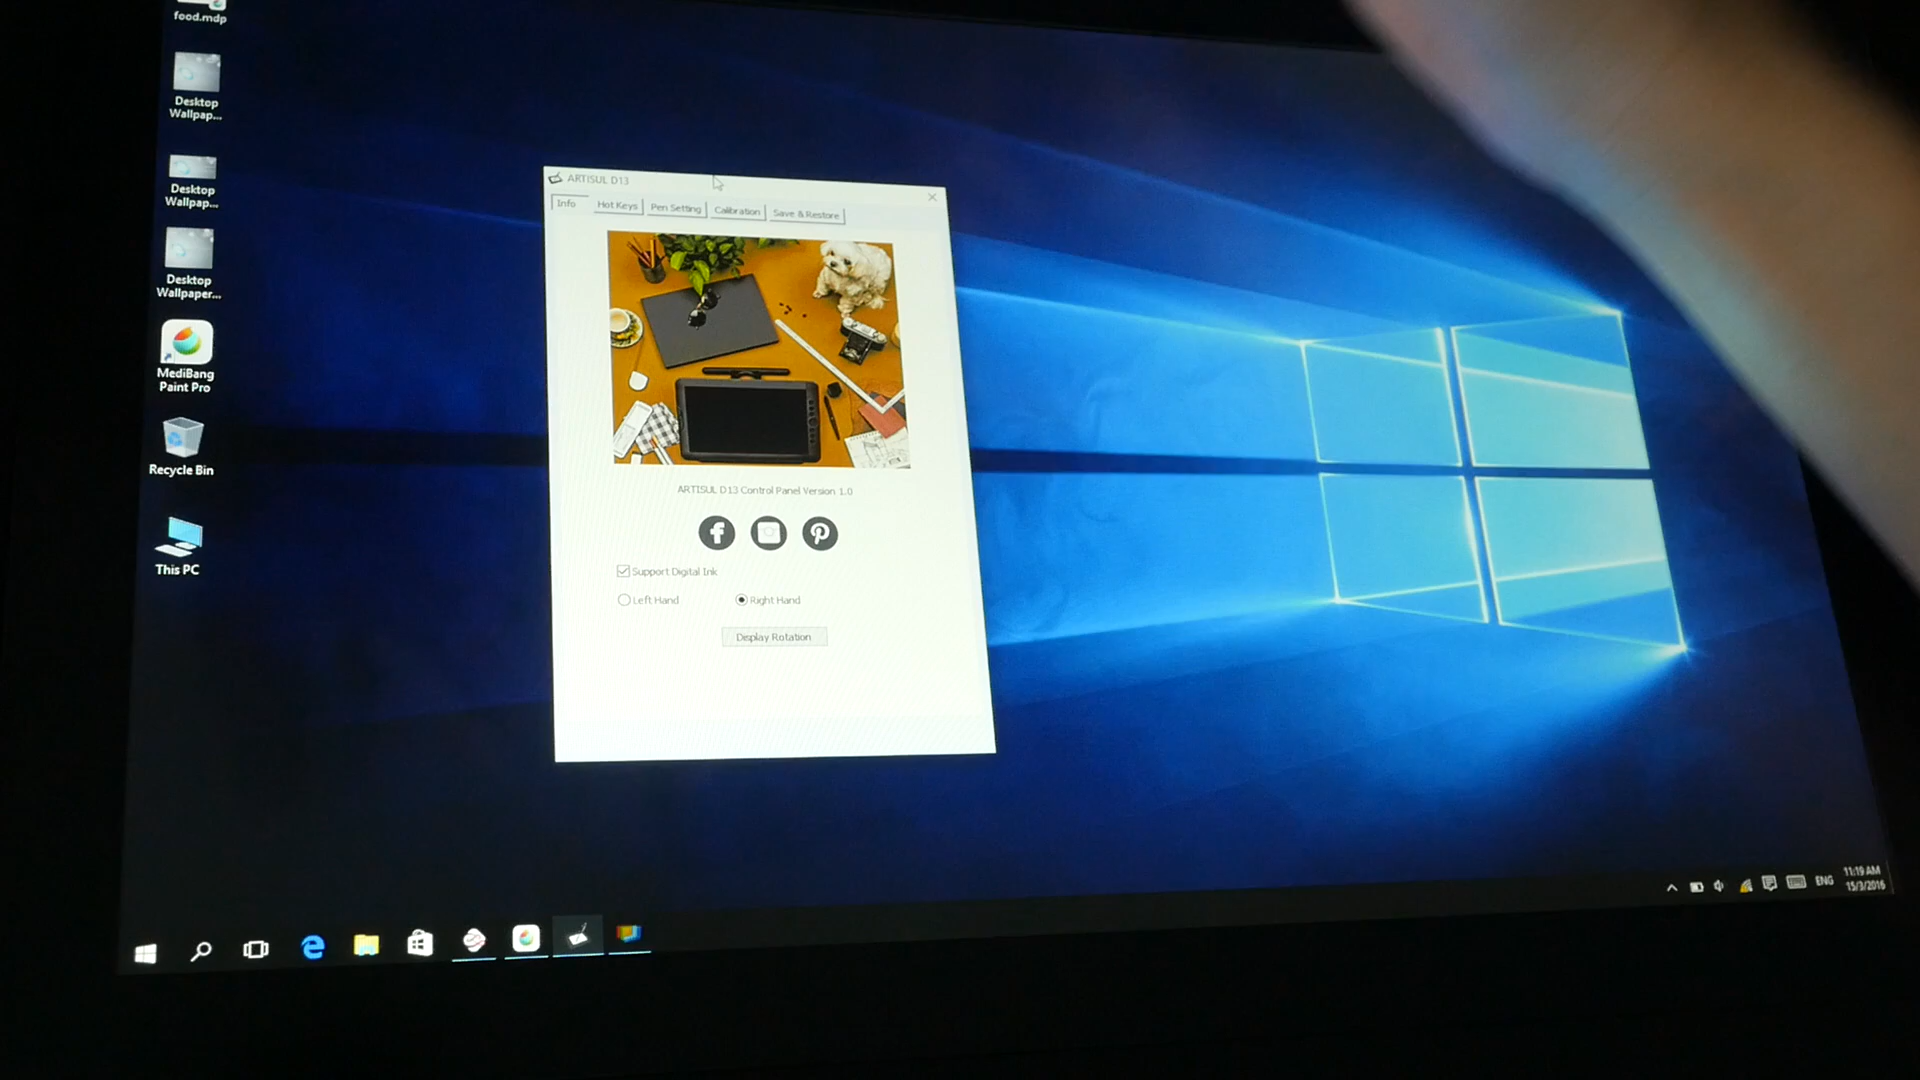 food.mdp
Desktop
Wallpap...
Desktop
Wallpap...
Desktop
Wallpaper...
MediBang
Paint Pro
Recycle Bin
This PC
ARTISUL D13
Info
Hot Keys
Pen Setting
Calibration
Save & Restore
ARTISUL D13 Control Panel Version 1.0
Support Digital Ink
Left Hand
Right Hand
Display Rotation
ENG
11:19 AM
15/3/2016